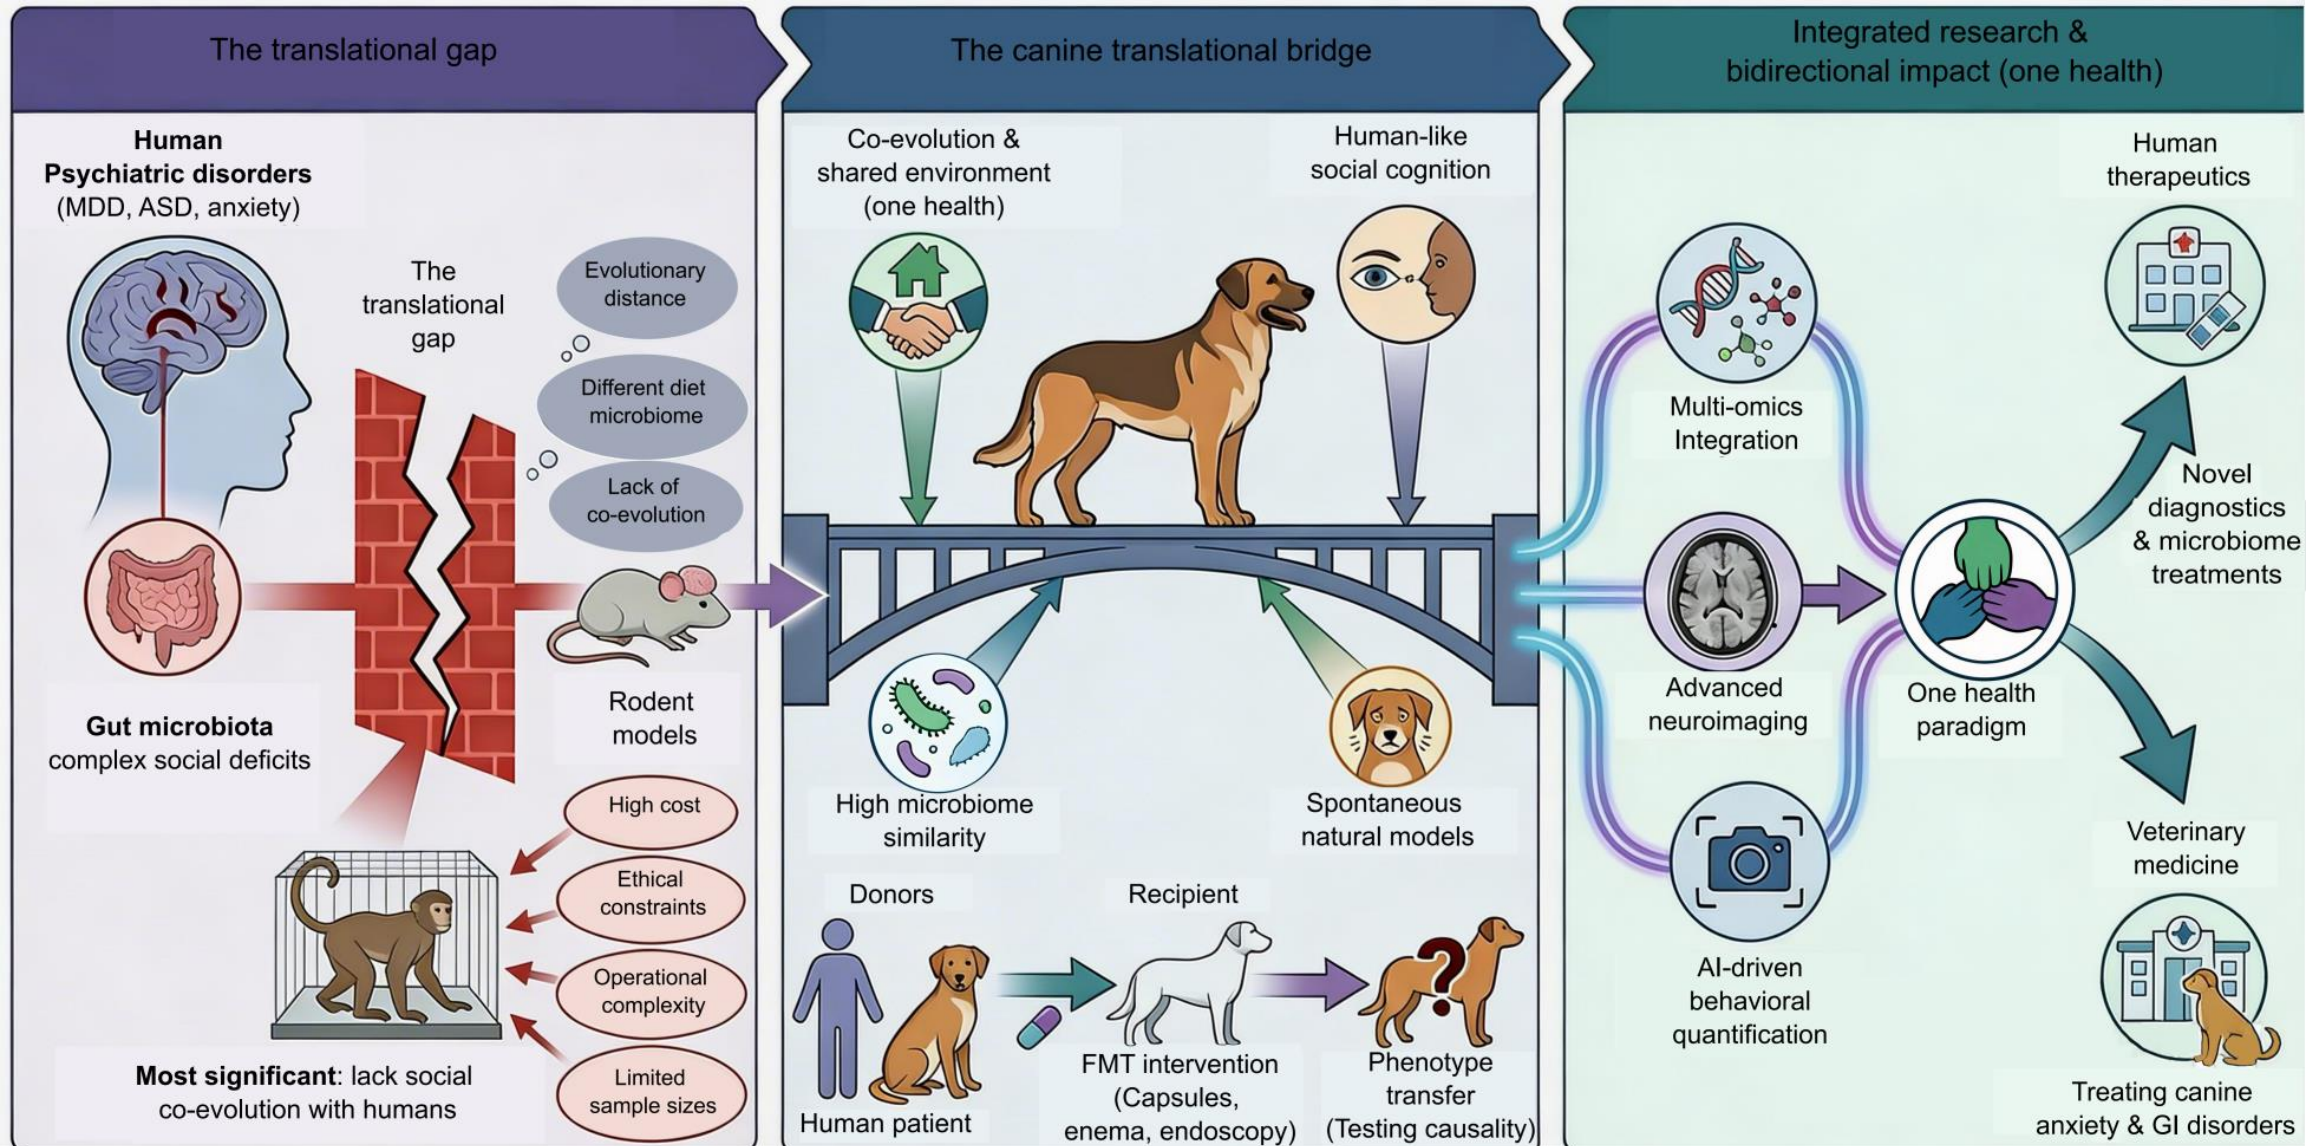 The translational gap
Human
Psychiatric disorders
(MDD, ASD, anxiety)
The
translational
gap
Evolutionary
distance
Different diet
microbiome
Lack of
co-evolution
Rodent
models
Gut microbiota
complex social deficits
High cost
Ethical
constraints
Operational
complexity
Limited
sample sizes
Most significant: lack social
co-evolution with humans
The canine translational bridge
Co-evolution &
shared environment
(one health)
Human-like
social cognition
High microbiome
similarity
Spontaneous
natural models
Donors
Recipient
Human patient
FMT intervention
(Capsules,
enema, endoscopy)
Phenotype
transfer
(Testing causality)
Integrated research &
bidirectional impact (one health)
Multi-omics
Integration
Advanced
neuroimaging
AI-driven
behavioral
quantification
One health
paradigm
Human
therapeutics
Novel
diagnostics
& microbiome
treatments
Veterinary
medicine
Treating canine
anxiety & GI disorders
?